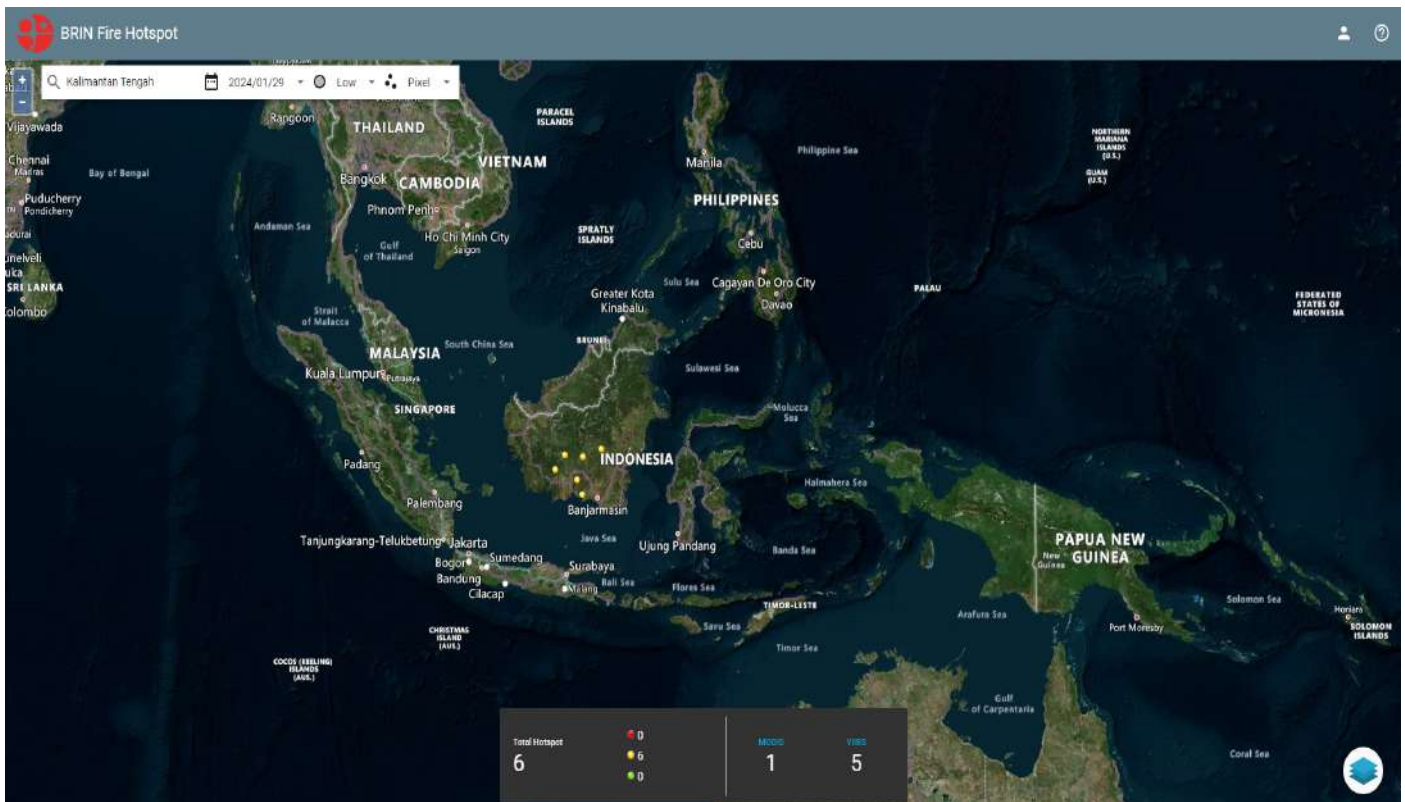 BRIN Fire Hotspot
Kalimantan Tengah
2024/01/29
Low
Pixel
+
-
Vijayawada
Rangoon
THAILAND
PARACEL
ISLANDS
NORTHERN
MARIANA
ISLANDS
(U.S.)
Chennai
Madras
Bay of Bengal
VIETNAM
Manila
Philippine Sea
GUAM
(U.S.)
Bangkok
CAMBODIA
Puducherry
Pondicherry
Phnom Penh
PHILIPPINES
Andaman Sea
Gulf
of Thailand
Ho Chi Minh City
Saigon
SPRATLY
ISLANDS
Cebu
SRI LANKA
Colombo
Greater Kota
Kinabalu
Sulu Sea
Cagayan De Oro City
Davao
PALAU
FEDERATED
STATES OF
MICRONESIA
Strait
of Malacca
South China Sea
BRUNEI
MALAYSIA
Kuala Lumpur
Putrajaya
Sulawesi Sea
SINGAPORE
Molucca
Sea
Padang
INDONESIA
Halmahera Sea
Palembang
Banjarmasin
Tanjungkarang-Telukbetung
Jakarta
Java Sea
Ujung Pandang
Banda Sea
PAPUA NEW
GUINEA
New
Guinea
Bogor
Sumedang
Bandung
Surabaya
Cilacap
Malang
Bali Sea
Flores Sea
TIMOR-LESTE
Solomon Sea
Honiara
SOLOMON
ISLANDS
CHRISTMAS
ISLAND
(AUS.)
Savu Sea
Arafura Sea
Port Moresby
COCOS (KEELING)
ISLANDS
(AUS.)
Timor Sea
Gulf
of Carpentaria
Coral Sea
Total Hotspot
6
0
6
0
MODIS
1
VIIRS
5